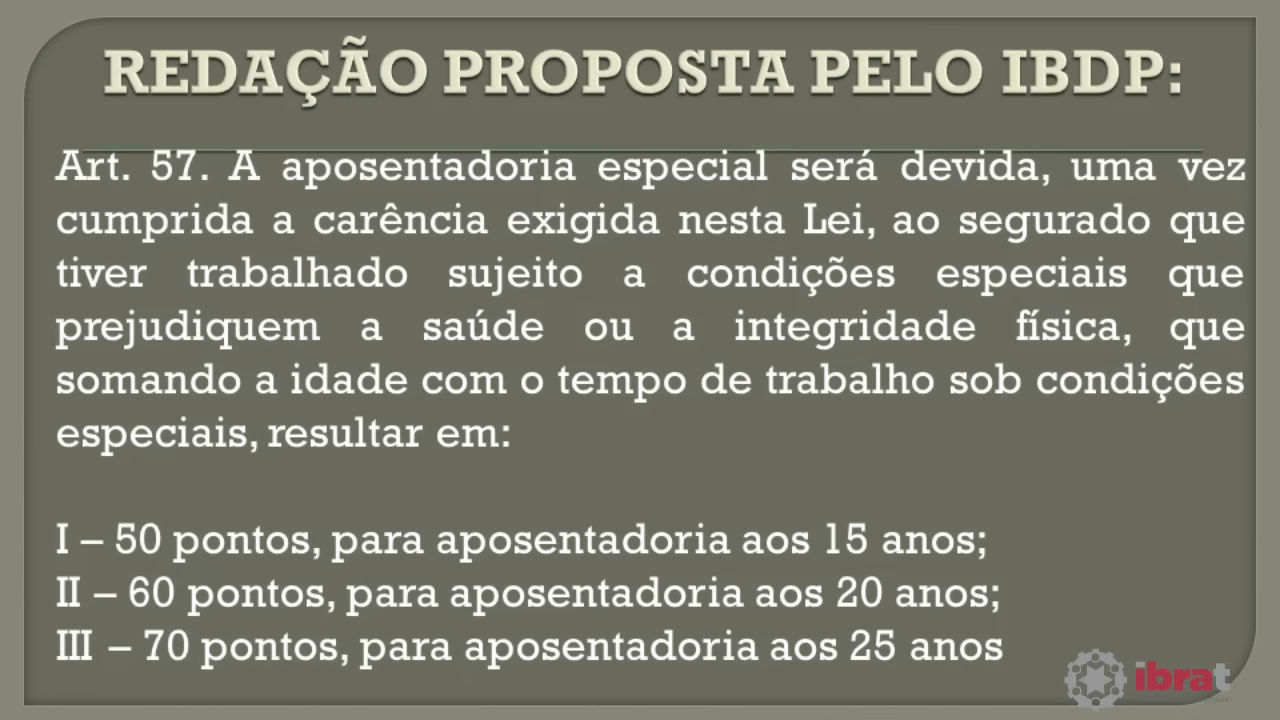 REDAÇÃO PROPOSTA PELO IBDP:
Art. 57. A aposentadoria especial será devida, uma vez
cumprida a carência exigida nesta Lei, ao segurado que
tiver trabalhado sujeito a condições especiais que
prejudiquem a saúde ou a integridade física, que
somando a idade com o tempo de trabalho sob condições
especiais, resultar em:
I – 50 pontos, para aposentadoria aos 15 anos;
II – 60 pontos, para aposentadoria aos 20 anos;
III – 70 pontos, para aposentadoria aos 25 anos
ibrat